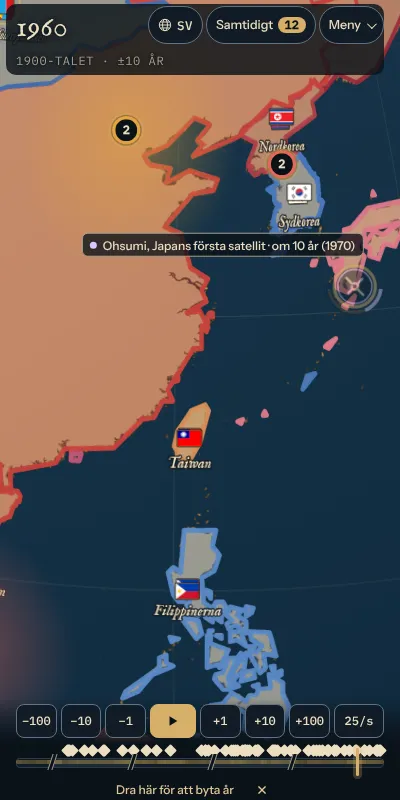 1960
SV
Samtidigt 12
Meny
1900-TALET · ±10 ÅR
2
Nordkorea
2
Sydkorea
Ohsumi, Japans första satellit · om 10 år (1970)
Taiwan
Filippinerna
−100
−10
−1
+1
+10
+100
25/s
Dra här för att byta år ×